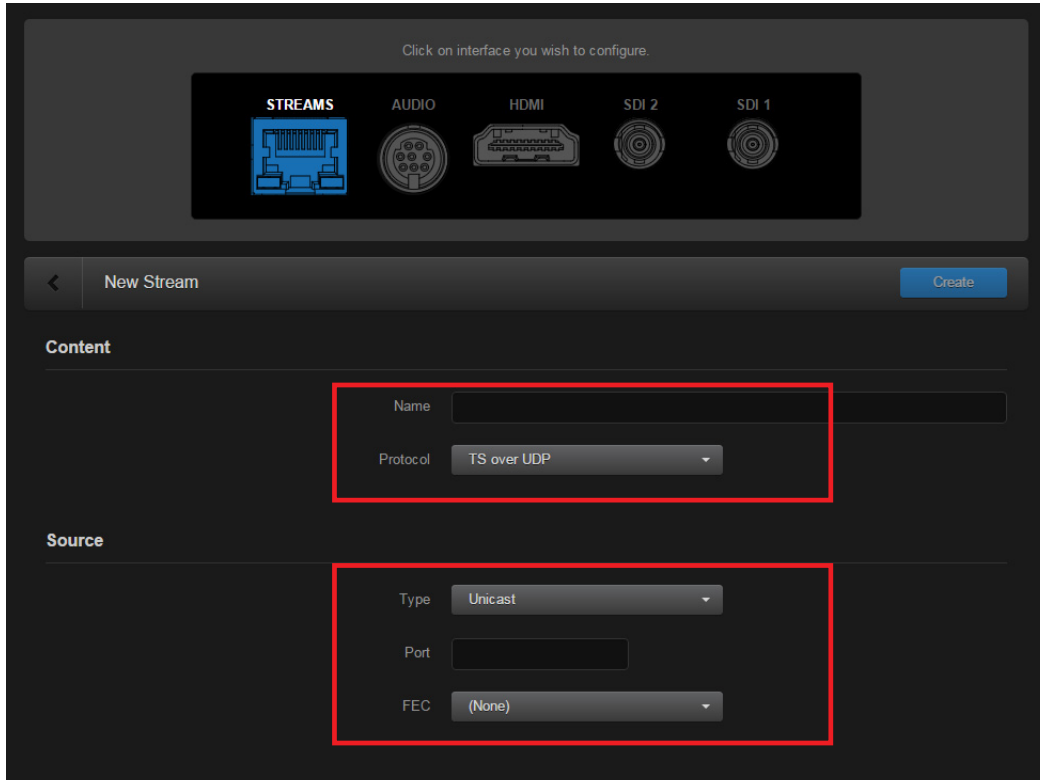 Click on interface you wish to configure.
STREAMS AUDIO HDMI SDI 2 SDI 1
New Stream Create
Content
Name
Protocol TS over UDP
Source
Type Unicast
Port
FEC (None)